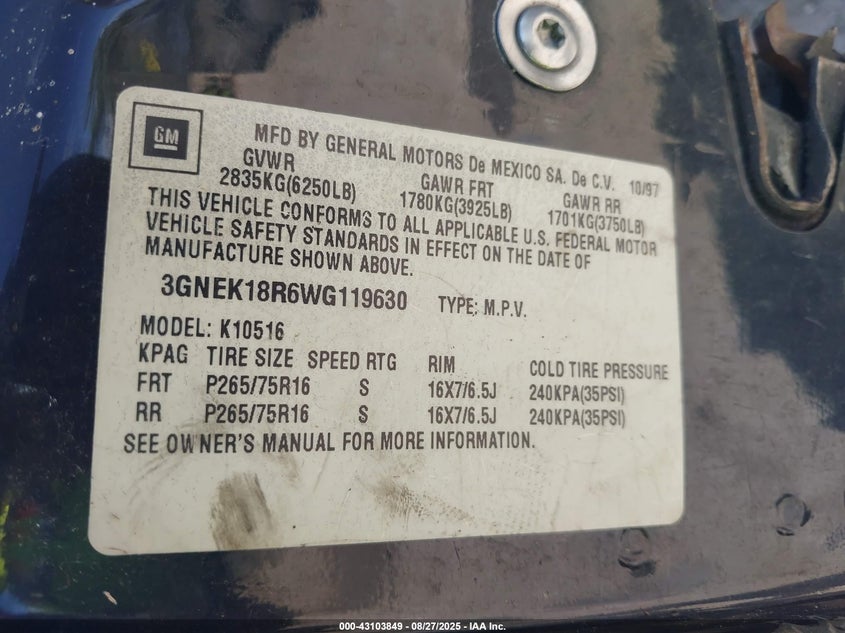 GM
MFD BY GENERAL MOTORS De MEXICO SA. De C.V. 10/97
GVWR GAWR FRT GAWR RR
2835KG(6250LB) 1780KG(3925LB) 1701KG(3750LB)
THIS VEHICLE CONFORMS TO ALL APPLICABLE U.S. FEDERAL MOTOR
VEHICLE SAFETY STANDARDS IN EFFECT ON THE DATE OF
MANUFACTURE SHOWN ABOVE.
3GNEK18R6WG119630 TYPE: M.P.V.
MODEL: K10516
KPAG TIRE SIZE SPEED RTG RIM COLD TIRE PRESSURE
FRT P265/75R16 S 16X7/6.5J 240KPA(35PSI)
RR P265/75R16 S 16X7/6.5J 240KPA(35PSI)
SEE OWNER'S MANUAL FOR MORE INFORMATION.
000-43103849 - 08/27/2025 - IAA Inc.